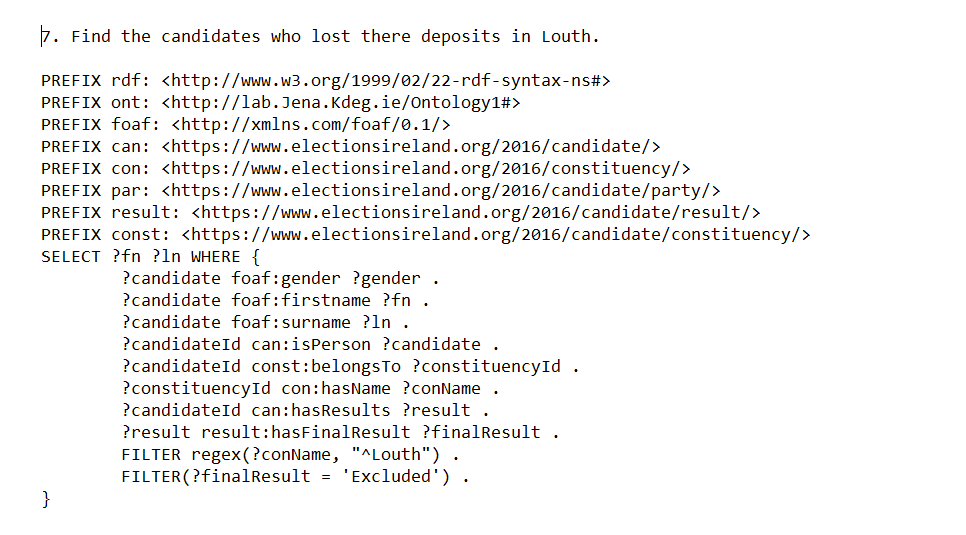 7. Find the candidates who lost there deposits in Louth.
PREFIX rdf: <http://www.w3.org/1999/02/22-rdf-syntax-ns#>
PREFIX ont: <http://lab.Jena.Kdeg.ie/Ontology1#>
PREFIX foaf: <http://xmlns.com/foaf/0.1/>
PREFIX can: <https://www.electionsireland.org/2016/candidate/>
PREFIX con: <https://www.electionsireland.org/2016/constituency/>
PREFIX par: <https://www.electionsireland.org/2016/candidate/party/>
PREFIX result: <https://www.electionsireland.org/2016/candidate/result/>
PREFIX const: <https://www.electionsireland.org/2016/candidate/constituency/>
SELECT ?fn ?ln WHERE {
?candidate foaf:gender ?gender .
?candidate foaf:firstname ?fn .
?candidate foaf:surname ?ln .
?candidateId can:isPerson ?candidate .
?candidateId const:belongsTo ?constituencyId .
?constituencyId con:hasName ?conName .
?candidateId can:hasResults ?result .
?result result:hasFinalResult ?finalResult .
FILTER regex(?conName, "^Louth") .
FILTER(?finalResult = 'Excluded') .
}